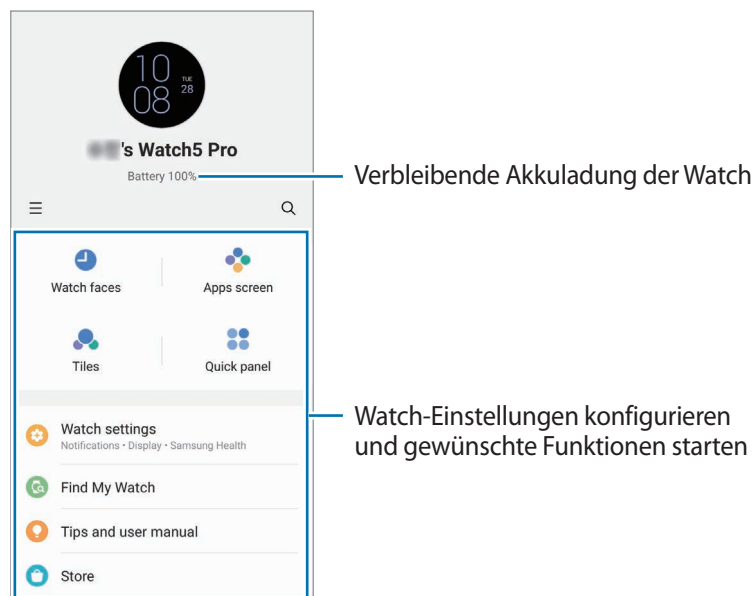 10
08
TUE
28
's Watch5 Pro
Battery 100%
Verbleibende Akkuladung der Watch
Watch faces
Apps screen
Tiles
Quick panel
Watch-Einstellungen konfigurieren
und gewünschte Funktionen starten
Watch settings
Notifications • Display • Samsung Health
Find My Watch
Tips and user manual
Store